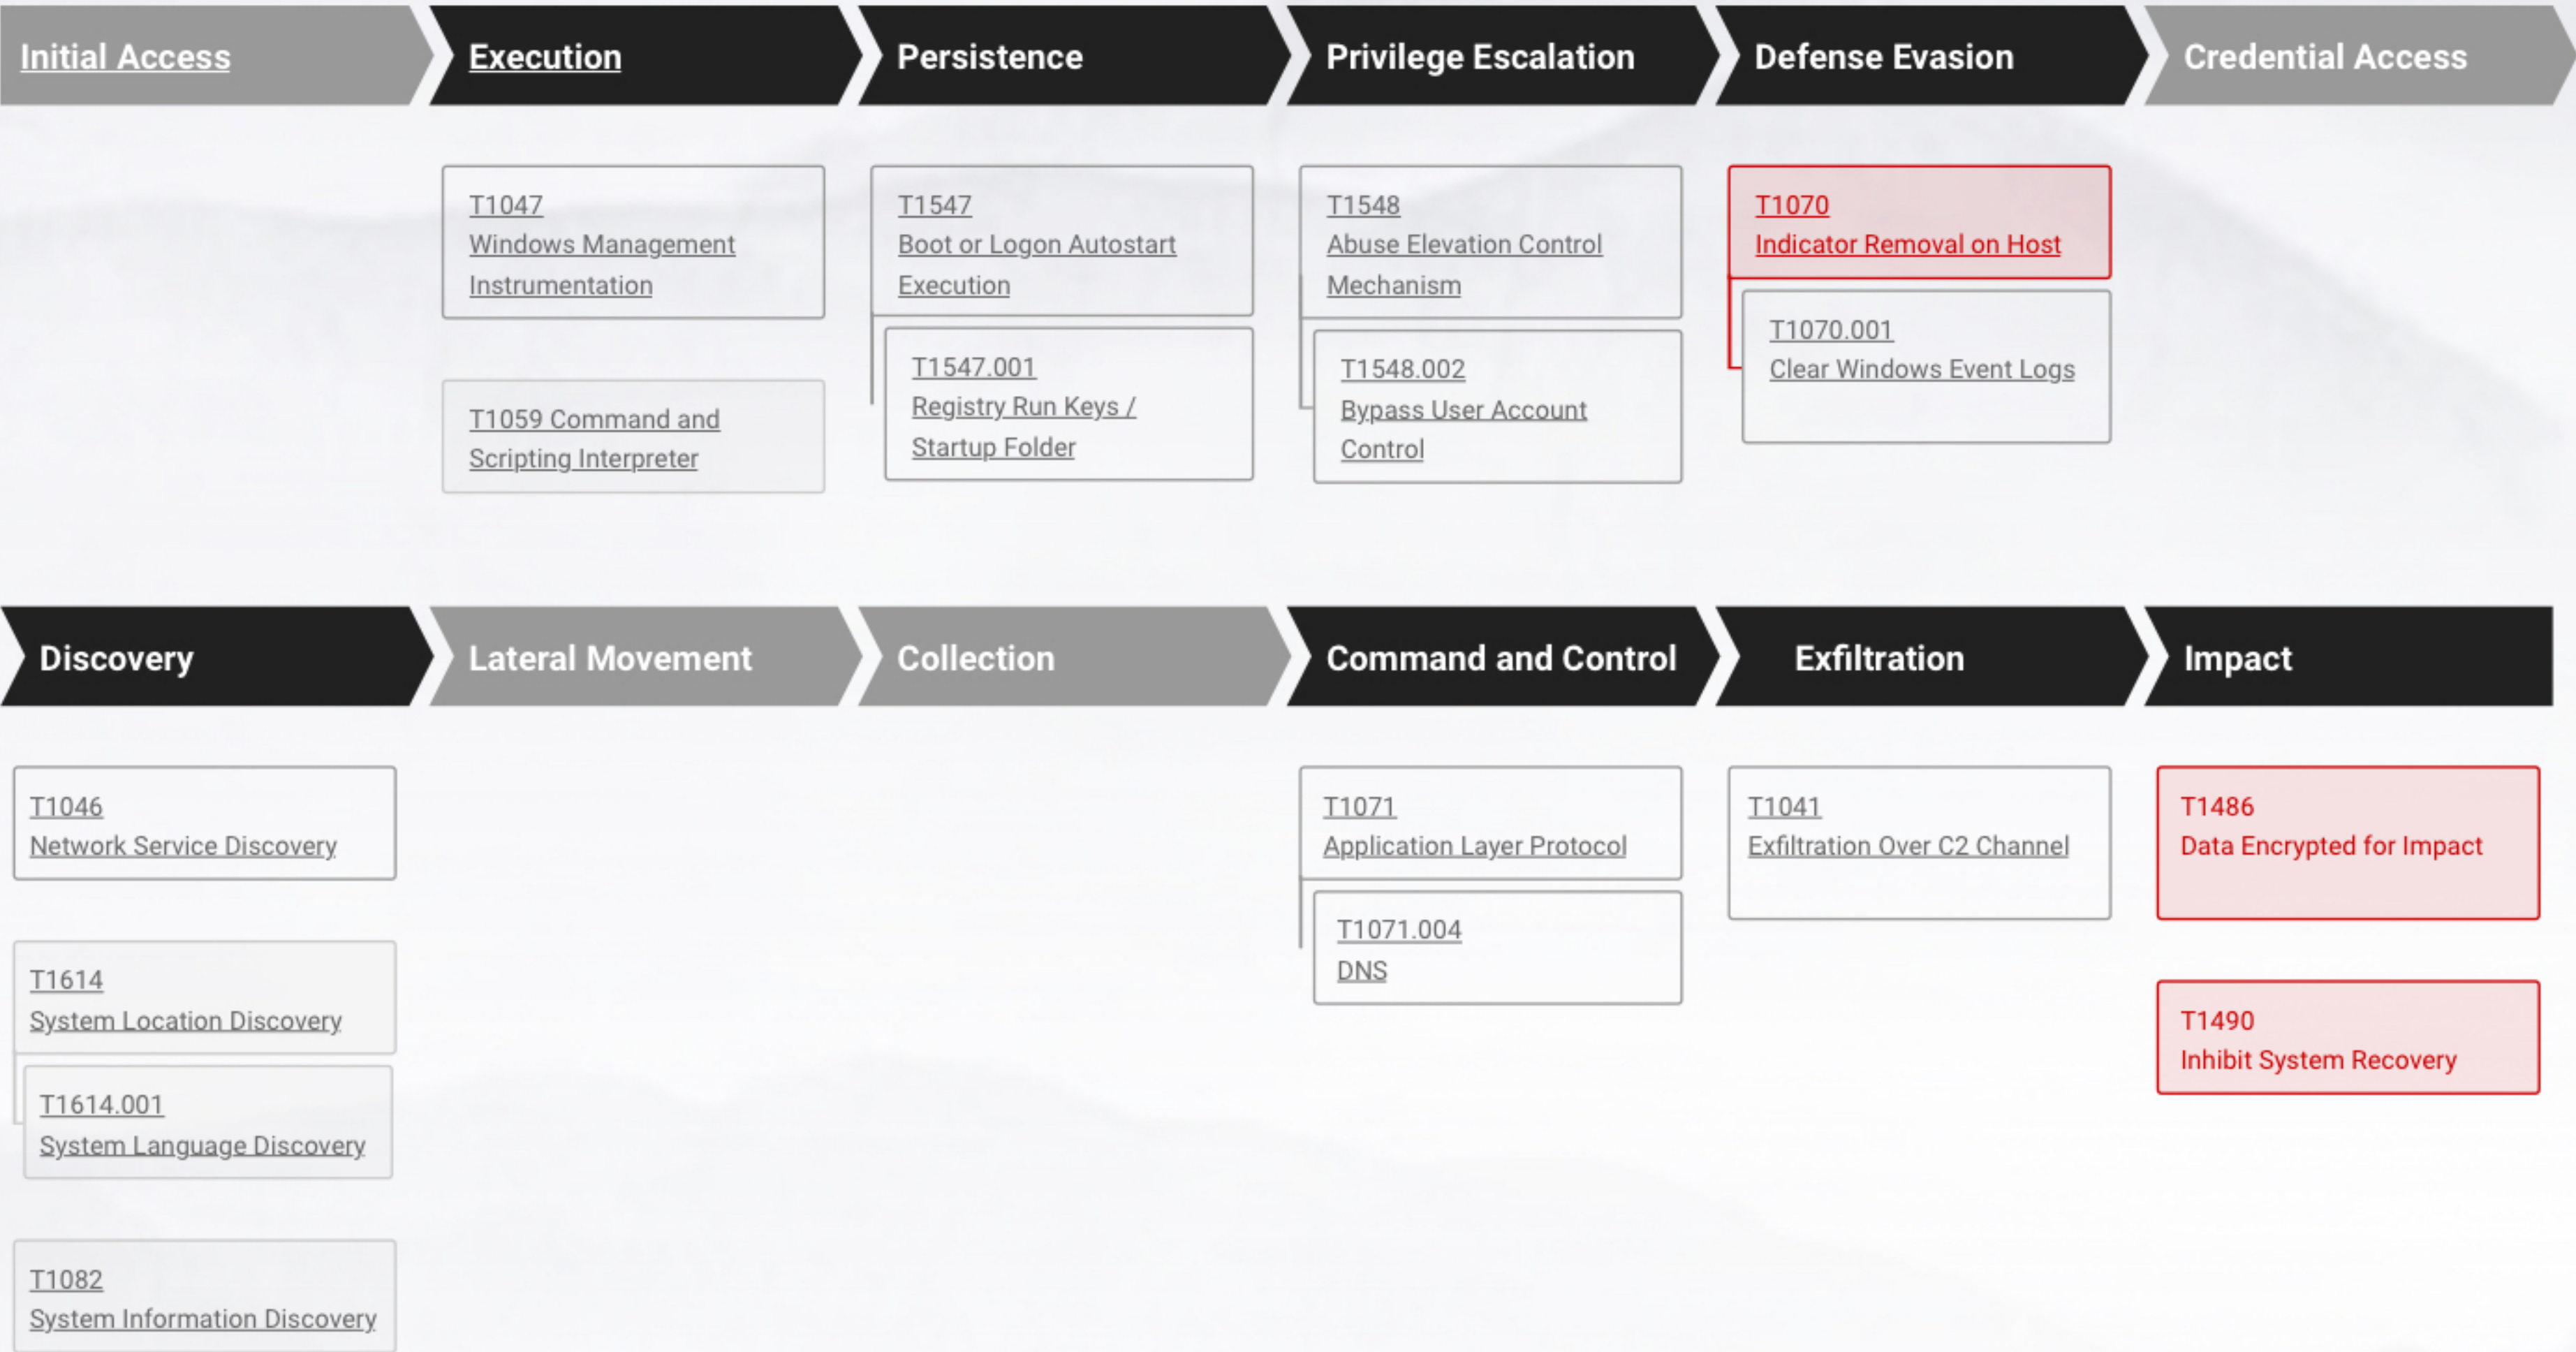 Initial Access
Execution
Persistence
Privilege Escalation
Defense Evasion
Credential Access
T1047
Windows Management
Instrumentation
T1059 Command and
Scripting Interpreter
T1547
Boot or Logon Autostart
Execution
T1547.001
Registry Run Keys /
Startup Folder
T1548
Abuse Elevation Control
Mechanism
T1548.002
Bypass User Account
Control
T1070
Indicator Removal on Host
T1070.001
Clear Windows Event Logs
Discovery
Lateral Movement
Collection
Command and Control
Exfiltration
Impact
T1046
Network Service Discovery
T1614
System Location Discovery
T1614.001
System Language Discovery
T1082
System Information Discovery
T1071
Application Layer Protocol
T1071.004
DNS
T1041
Exfiltration Over C2 Channel
T1486
Data Encrypted for Impact
T1490
Inhibit System Recovery